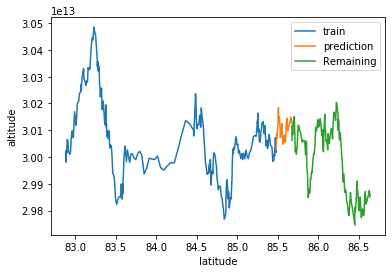 1e13
3.05
3.04
3.03
3.02
3.01
3.00
2.99
2.98
altitude
train
prediction
Remaining
83.0 83.5 84.0 84.5 85.0 85.5 86.0 86.5
latitude